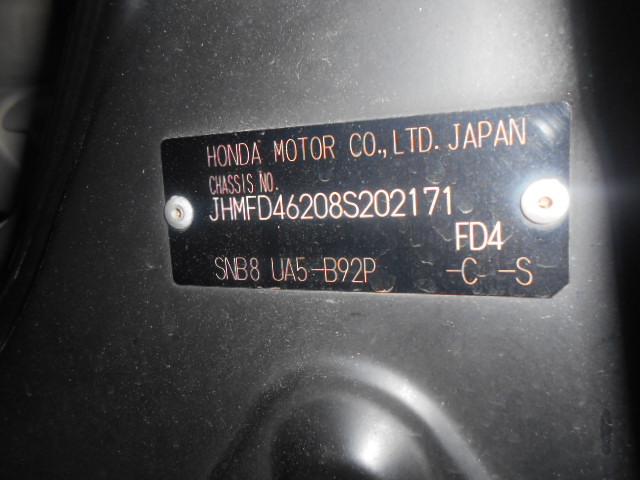 HONDA MOTOR CO.,LTD. JAPAN
CHASSIS NO.
JHMFD46208S202171
FD4
SNB8 UA5-B92P -C -S